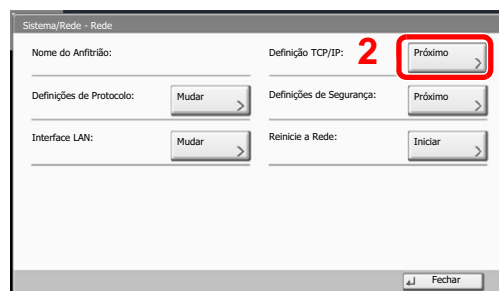 Sistema/Rede - Rede
Nome do Anfitrião:
Definição TCP/IP:
2
Próximo
Definições de Protocolo:
Mudar
Definições de Segurança:
Próximo
Interface LAN:
Mudar
Reinicie a Rede:
Iniciar
Fechar